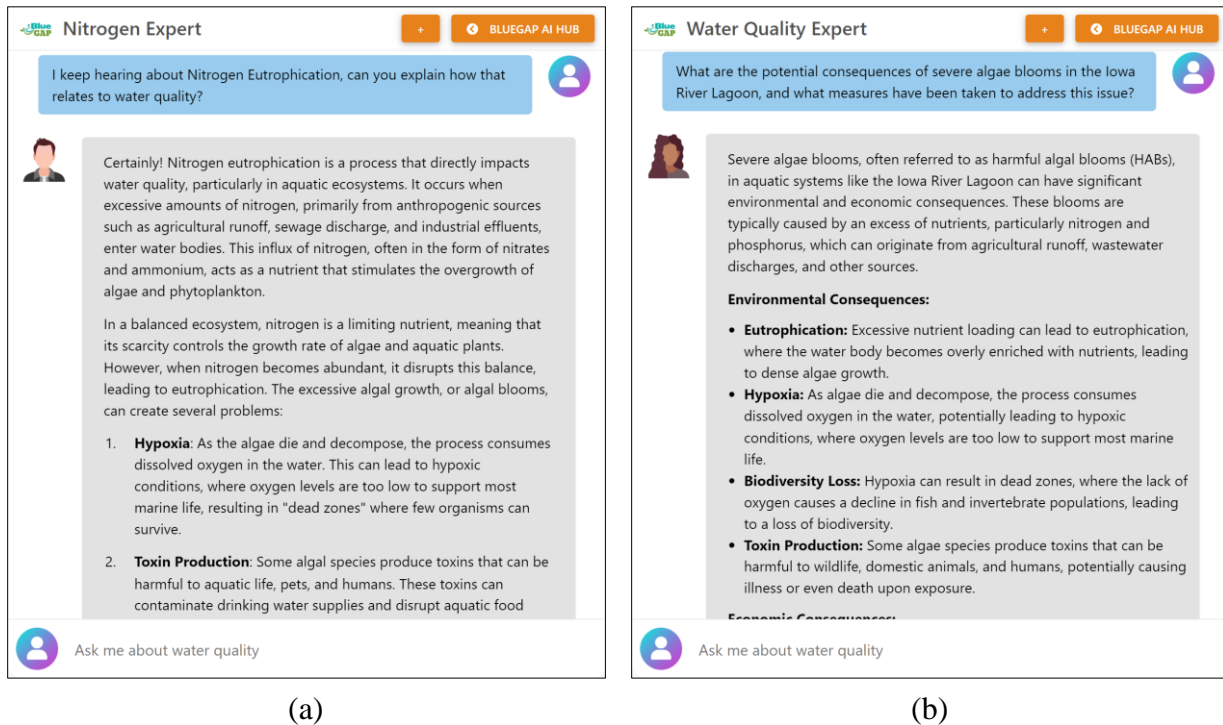 Blue
GAP
Nitrogen Expert
+
BLUEGAP AI HUB
I keep hearing about Nitrogen Eutrophication, can you explain how that
relates to water quality?
Certainly! Nitrogen eutrophication is a process that directly impacts
water quality, particularly in aquatic ecosystems. It occurs when
excessive amounts of nitrogen, primarily from anthropogenic sources
such as agricultural runoff, sewage discharge, and industrial effluents,
enter water bodies. This influx of nitrogen, often in the form of nitrates
and ammonium, acts as a nutrient that stimulates the overgrowth of
algae and phytoplankton.
In a balanced ecosystem, nitrogen is a limiting nutrient, meaning that
its scarcity controls the growth rate of algae and aquatic plants.
However, when nitrogen becomes abundant, it disrupts this balance,
leading to eutrophication. The excessive algal growth, or algal blooms,
can create several problems:
1. Hypoxia: As the algae die and decompose, the process consumes
dissolved oxygen in the water. This can lead to hypoxic
conditions, where oxygen levels are too low to support most
marine life, resulting in "dead zones" where few organisms can
survive.
2. Toxin Production: Some algal species produce toxins that can be
harmful to aquatic life, pets, and humans. These toxins can
contaminate drinking water supplies and disrupt aquatic food
Ask me about water quality
(a)
Blue
GAP
Water Quality Expert
+
BLUEGAP AI HUB
What are the potential consequences of severe algae blooms in the Iowa
River Lagoon, and what measures have been taken to address this issue?
Severe algae blooms, often referred to as harmful algal blooms (HABs),
in aquatic systems like the Iowa River Lagoon can have significant
environmental and economic consequences. These blooms are
typically caused by an excess of nutrients, particularly nitrogen and
phosphorus, which can originate from agricultural runoff, wastewater
discharges, and other sources.
Environmental Consequences:
• Eutrophication: Excessive nutrient loading can lead to eutrophication,
where the water body becomes overly enriched with nutrients, leading
to dense algae growth.
• Hypoxia: As algae die and decompose, the process consumes
dissolved oxygen in the water, potentially leading to hypoxic
conditions, where oxygen levels are too low to support most marine
life.
• Biodiversity Loss: Hypoxia can result in dead zones, where the lack of
oxygen causes a decline in fish and invertebrate populations, leading
to a loss of biodiversity.
• Toxin Production: Some algae species produce toxins that can be
harmful to wildlife, domestic animals, and humans, potentially causing
illness or even death upon exposure.
Economic Consequences:
Ask me about water quality
(b)